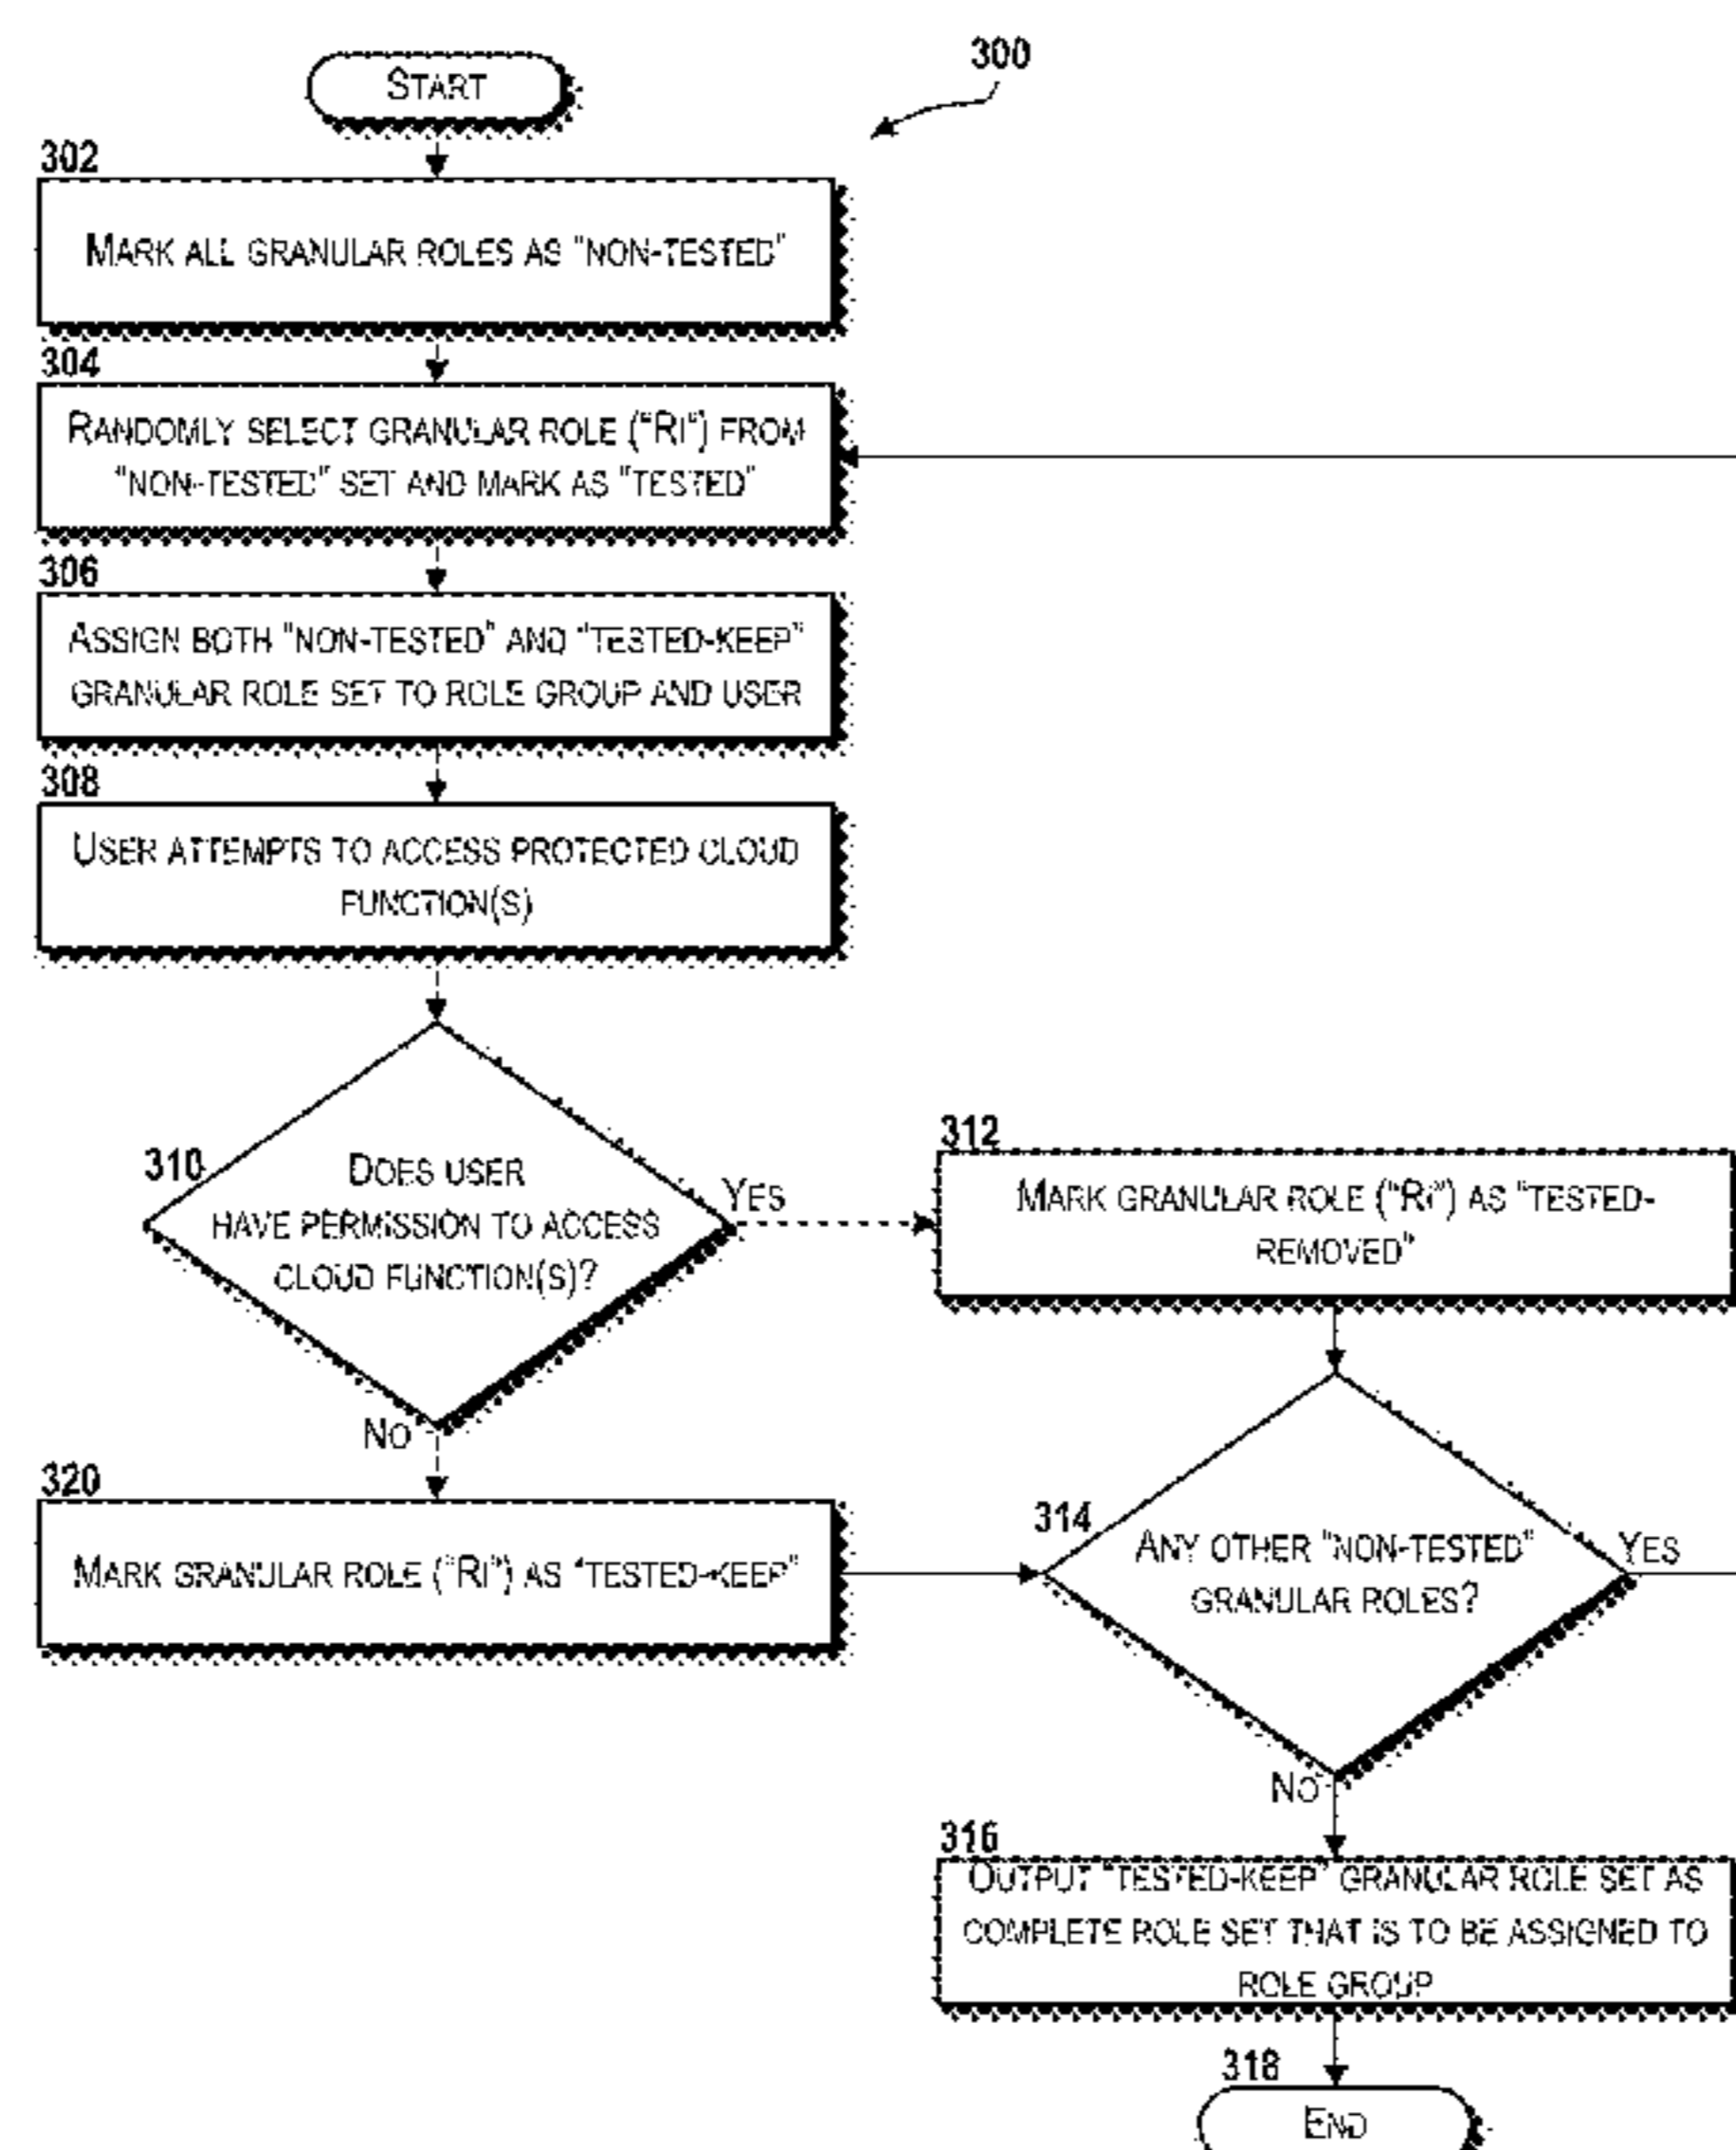 300
START
302
MARK ALL GRANULAR ROLES AS "NON-TESTED"
304
RANDOMLY SELECT GRANULAR ROLE ("RI") FROM
"NON-TESTED" SET AND MARK AS "TESTED"
306
ASSIGN BOTH "NON-TESTED" AND "TESTED-KEEP"
GRANULAR ROLE SET TO ROLE GROUP AND USER
308
USER ATTEMPTS TO ACCESS PROTECTED CLOUD
FUNCTION(S)
310
DOES USER
HAVE PERMISSION TO ACCESS
CLOUD FUNCTION(S)?
YES
NO
312
MARK GRANULAR ROLE ("RI") AS "TESTED-
REMOVED"
320
MARK GRANULAR ROLE ("RI") AS "TESTED-KEEP"
314
ANY OTHER "NON-TESTED"
GRANULAR ROLES?
YES
NO
316
OUTPUT "TESTED-KEEP" GRANULAR ROLE SET AS
COMPLETE ROLE SET THAT IS TO BE ASSIGNED TO
ROLE GROUP
318
END